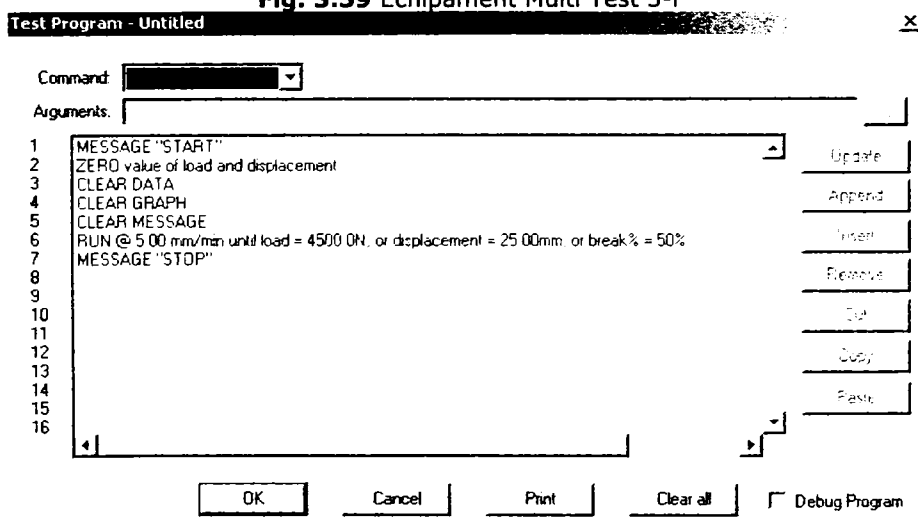 Fig. 3.39 Echipament Multi Test 5-i
Test Program - Untitled
Command:
Arguments:
1 MESSAGE "START"
2 ZERO value of load and displacement
3 CLEAR DATA
4 CLEAR GRAPH
5 CLEAR MESSAGE
6 RUN @ 5.00 mm/min until load = 4500.0N, or displacement = 25.00mm, or break% = 50%
7 MESSAGE "STOP"
8
9
10
11
12
13
14
15
16
Update
Append
Insert
Remove
Cut
Copy
Paste
OK Cancel Print Clear all Debug Program